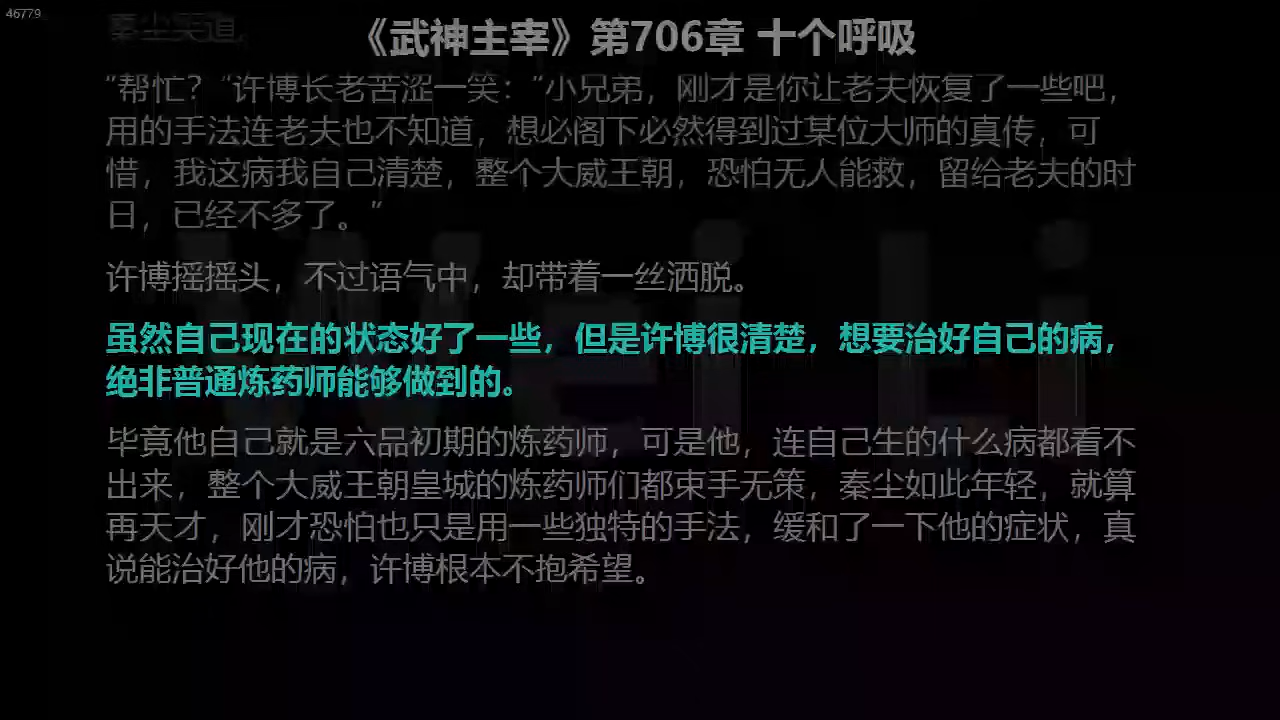 46779
《武神主宰》第706章 十个呼吸
秦尘笑道，
“帮忙？“许博长老苦涩一笑：“小兄弟，刚才是你让老夫恢复了一些吧，
用的手法连老夫也不知道，想必阁下必然得到过某位大师的真传，可
惜，我这病我自己清楚，整个大威王朝，恐怕无人能救，留给老夫的时
日，已经不多了。”
许博摇摇头，不过语气中，却带着一丝洒脱。
虽然自己现在的状态好了一些，但是许博很清楚，想要治好自己的病，
绝非普通炼药师能够做到的。
毕竟他自己就是六品初期的炼药师，可是他，连自己生的什么病都看不
出来，整个大威王朝皇城的炼药师们都束手无策，秦尘如此年轻，就算
再天才，刚才恐怕也只是用一些独特的手法，缓和了一下他的症状，真
说能治好他的病，许博根本不抱希望。
Wei Li